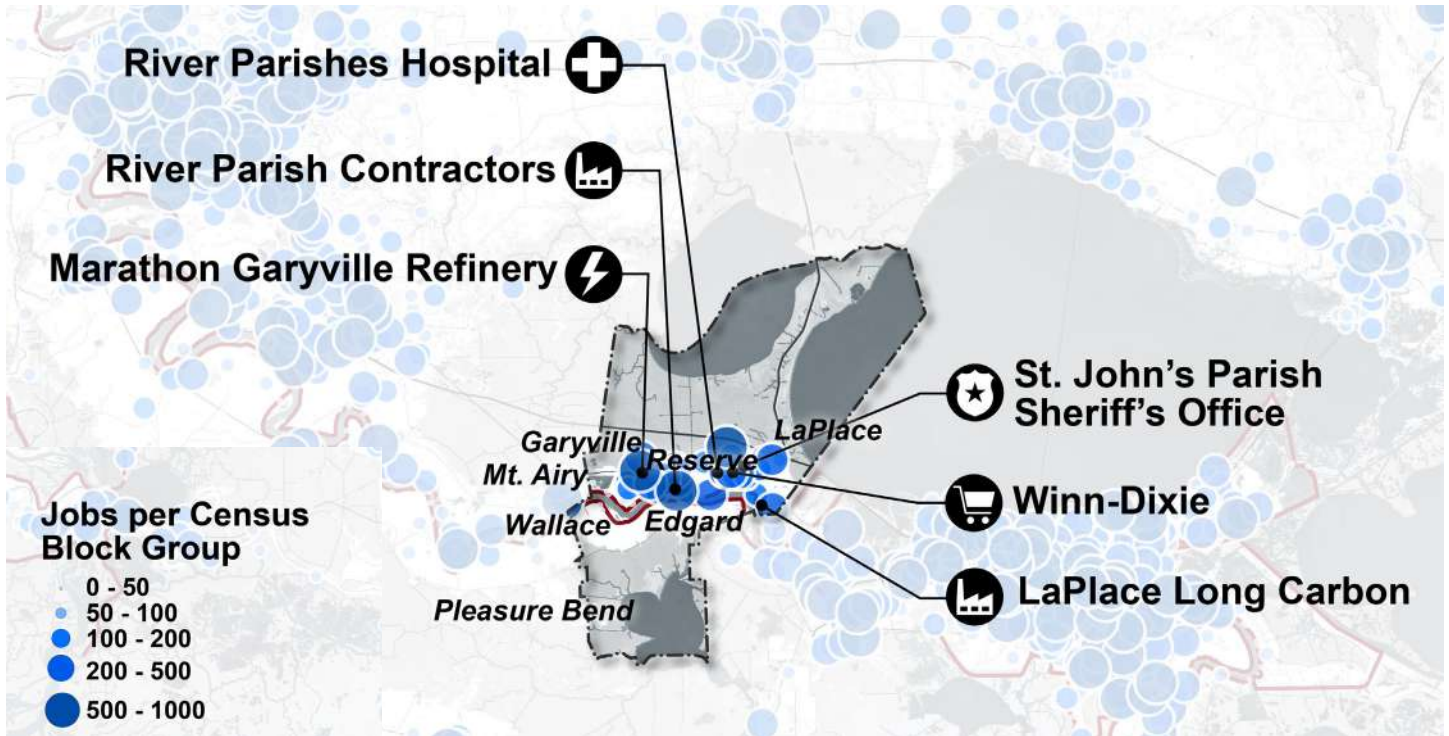 River Parishes Hospital
River Parish Contractors
Marathon Garyville Refinery
St. John's Parish
Sheriff's Office
Garyville
LaPlace
Reserve
Mt. Airy
Winn-Dixie
Wallace
Edgard
LaPlace Long Carbon
Pleasure Bend
Jobs per Census
Block Group
0 - 50
50 - 100
100 - 200
200 - 500
500 - 1000